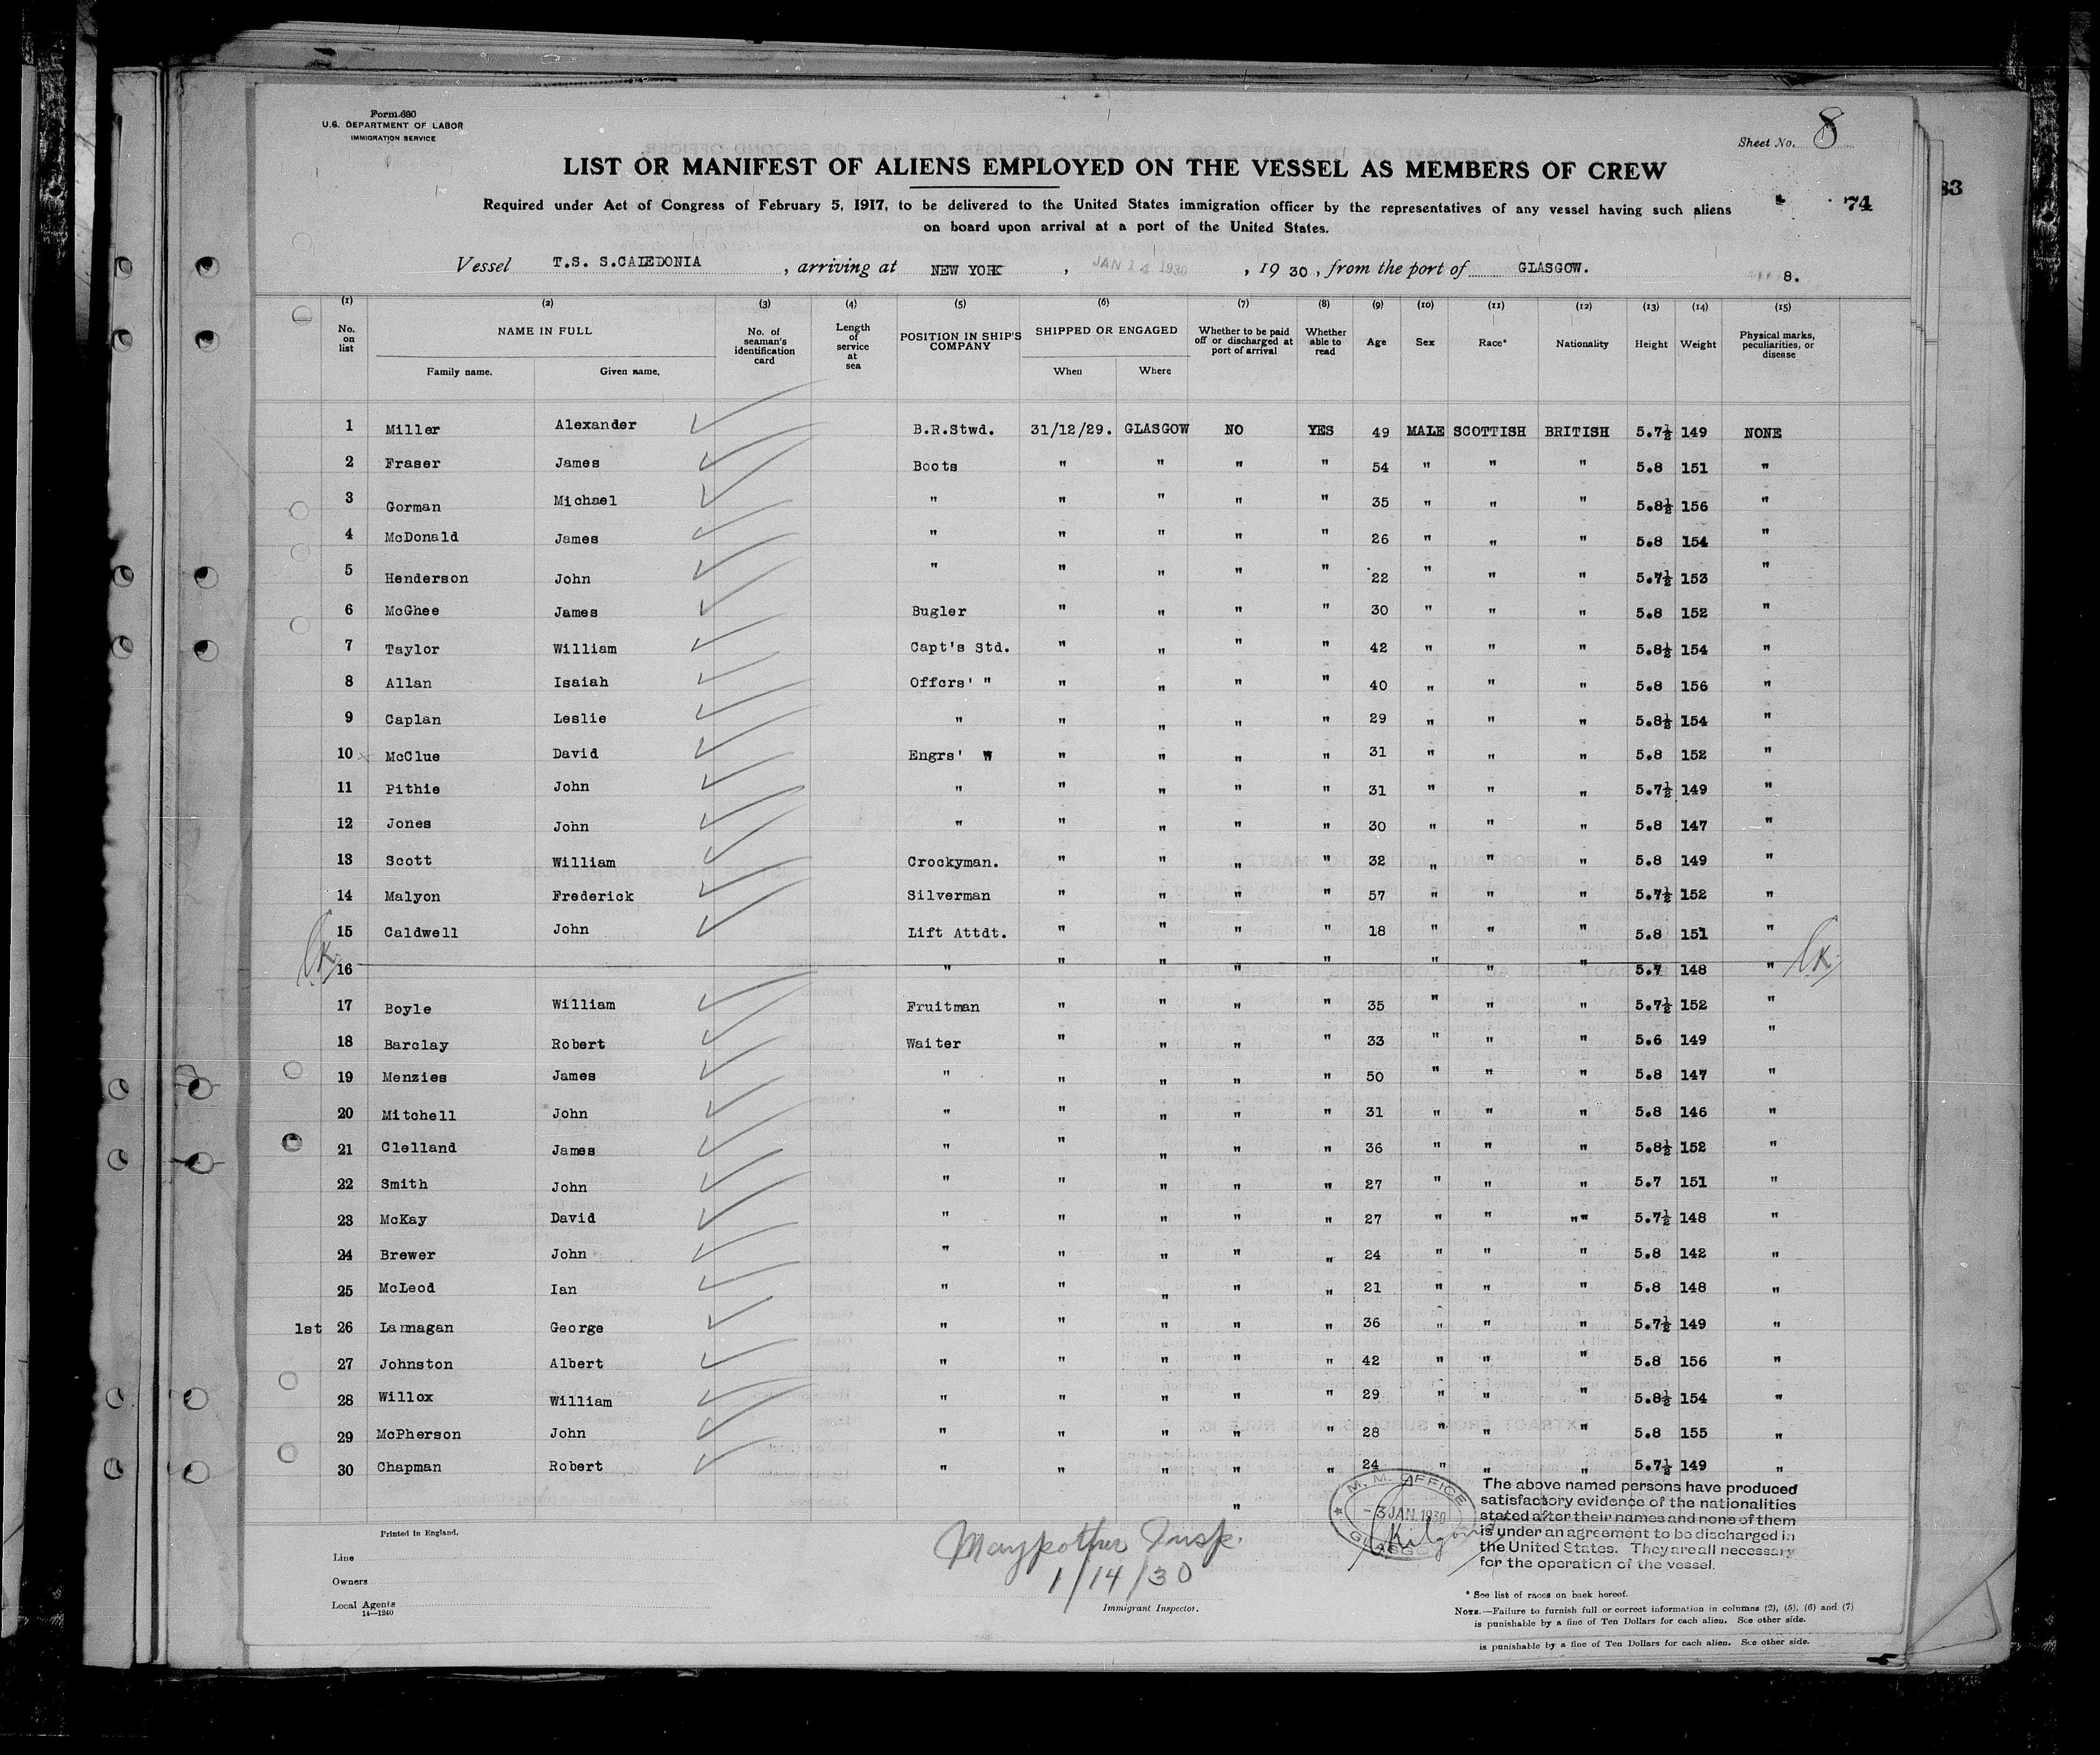 Form 680
U.S. DEPARTMENT OF LABOR
IMMIGRATION SERVICE
Sheet No. 8
LIST OR MANIFEST OF ALIENS EMPLOYED ON THE VESSEL AS MEMBERS OF CREW
83
74
Required under Act of Congress of February 5, 1917, to be delivered to the United States immigration officer by the representatives of any vessel having such aliens
on board upon arrival at a port of the United States.
Vessel T.S. S.CALEDONIA , arriving at NEW YORK , JAN 14 1930 , 19 30 , from the port of GLASGOW. 8.
(1) (2) (3) (4) (5) (6) (7) (8) (9) (10) (11) (12) (13) (14) (15)
No. on list NAME IN FULL Family name. Given name. No. of seaman's identification card Length of service at sea POSITION IN SHIP'S COMPANY SHIPPED OR ENGAGED When Where Whether to be paid off or discharged at port of arrival Whether able to read Age Sex Race* Nationality Height Weight Physical marks, peculiarities, or disease
1 Miller Alexander B.R.Stwd. 31/12/29. GLASGOW NO YES 49 MALE SCOTTISH BRITISH 5.7½ 149 NONE
2 Fraser James Boots " " " " 54 " " " 5.8 151 "
3 Gorman Michael " " " " " 35 " " " 5.8½ 156 "
4 McDonald James " " " " " 26 " " " 5.8 154 "
5 Henderson John " " " " " 22 " " " 5.7½ 153 "
6 McGhee James Bugler " " " " 30 " " " 5.8 152 "
7 Taylor William Capt's Std. " " " " 42 " " " 5.8½ 154 "
8 Allan Isaiah Offcrs' " " " " " 40 " " " 5.8 156 "
9 Caplan Leslie " " " " " 29 " " " 5.8½ 154 "
10 McClue David Engrs' " " " " " 31 " " " 5.8 152 "
11 Pithie John " " " " " 31 " " " 5.7½ 149 "
12 Jones John " " " " " 30 " " " 5.8 147 "
13 Scott William Crockyman. " " " " 32 " " " 5.8 149 "
14 Malyon Frederick Silverman " " " " 57 " " " 5.7½ 152 "
15 Caldwell John Lift Attdt. " " " " 18 " " " 5.8 151 "
16 " " " " " " " " 5.7 148 "
17 Boyle William Fruitman " " " " 35 " " " 5.7½ 152 "
18 Barclay Robert Waiter " " " " 33 " " " 5.6 149 "
19 Menzies James " " " " " 50 " " " 5.8 147 "
20 Mitchell John " " " " " 31 " " " 5.8 146 "
21 Clelland James " " " " " 36 " " " 5.8½ 152 "
22 Smith John " " " " " 27 " " " 5.7 151 "
23 McKay David " " " " " 27 " " "" 5.7½ 148 "
24 Brewer John " " " " " 24 " " " 5.8 142 "
25 McLeod Ian " " " " " 21 " " " 5.8 148 "
1st 26 Lannagan George " " " " " 36 " " " 5.7½ 149 "
27 Johnston Albert " " " " " 42 " " " 5.8 156 "
28 Willox William " " " " " 29 " " " 5.8½ 154 "
29 McPherson John " " " " " 28 " " " 5.8 155 "
30 Chapman Robert " " " " " 24 " " " 5.7½ 149 "
"
M. M. OFFICE
-3 JAN. 1930
GLASGOW
The above named persons have produced
satisfactory evidence of the nationalities
stated after their names and none of them
is under an agreement to be discharged in
the United States. They are all necessary
for the operation of the vessel.
Printed in England.
Line
Owners
Local Agents
14—1240
Maypother Insp.
1/14/30
Immigrant Inspector.
* See list of races on back hereof.
NOTE.—Failure to furnish full or correct information in columns (2), (5), (6) and (7)
is punishable by a fine of Ten Dollars for each alien. See other side.
is punishable by a fine of Ten Dollars for each alien. See other side.